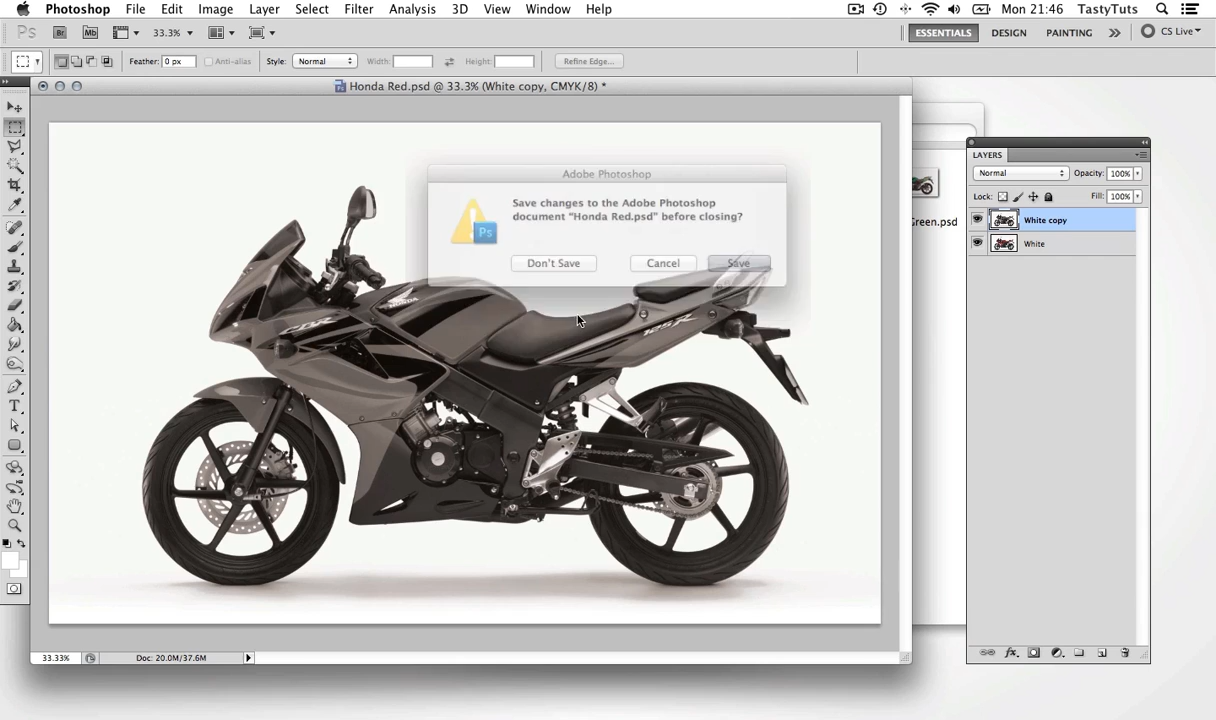 Photoshop File Edit Image Layer Select Filter Analysis 3D View Window Help Mon 21:46 TastyTuts
Ps Br Mb 33.3% ESSENTIALS DESIGN PAINTING CS Live
Feather: 0 px Anti-alias Style: Normal Width: Height: Refine Edge...
Honda Red.psd @ 33.3% (White copy, CMYK/8) *
Adobe Photoshop
Save changes to the Adobe Photoshop
document “Honda Red.psd” before closing?
Ps
Don't Save Cancel Save
LAYERS
Normal Opacity: 100%
Lock: Fill: 100%
White copy
White
Green.psd
HONDA
CBR
125R
33.33% Doc: 20.0M/37.6M